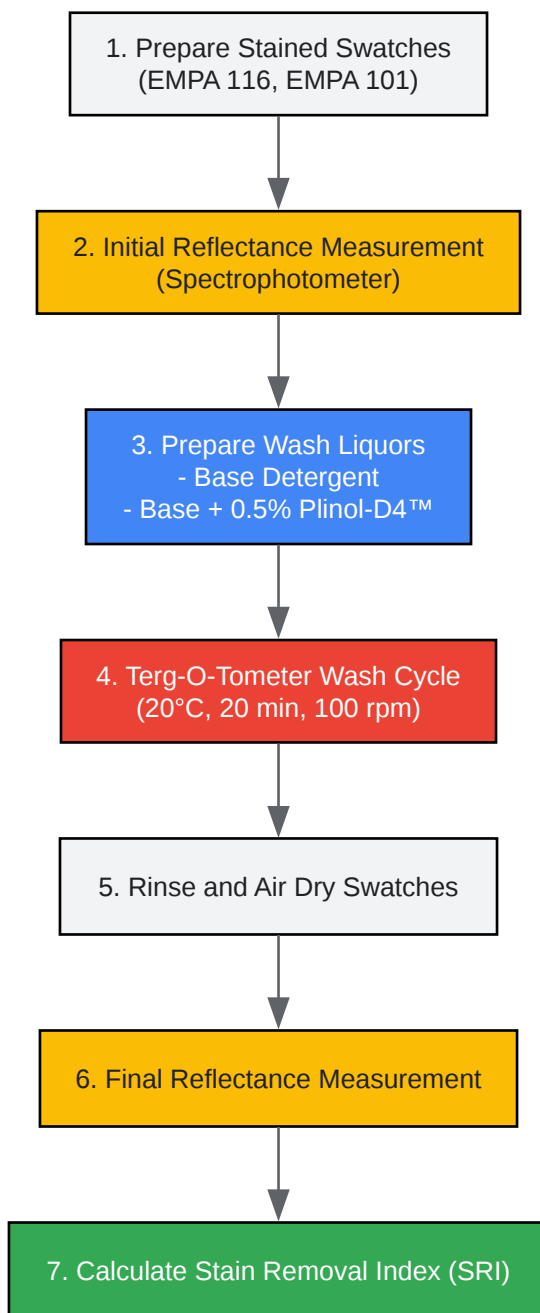 1. Prepare Stained Swatches
(EMPA 116, EMPA 101)
2. Initial Reflectance Measurement
(Spectrophotometer)
3. Prepare Wash Liquors
- Base Detergent
- Base + 0.5% Plinol-D4™
4. Terg-O-Tometer Wash Cycle
(20°C, 20 min, 100 rpm)
5. Rinse and Air Dry Swatches
6. Final Reflectance Measurement
7. Calculate Stain Removal Index (SRI)